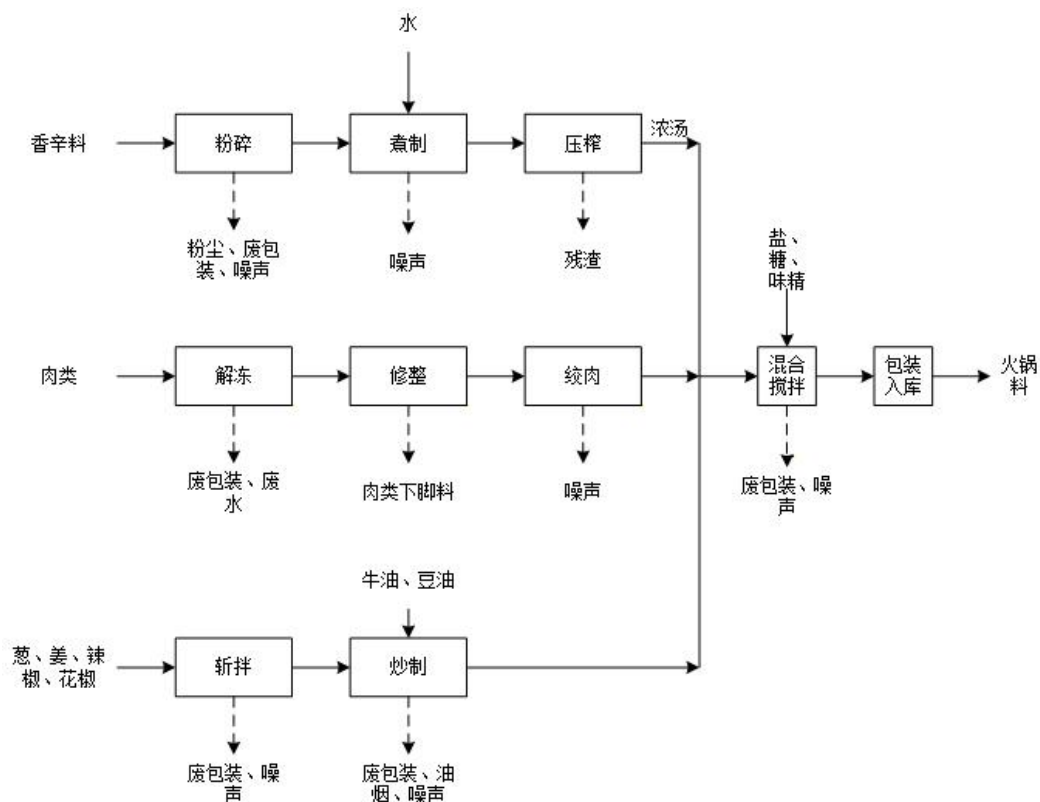 水
浓汤
香辛料
粉碎
煮制
压榨
粉尘、废包
装、噪声
噪声
残渣
盐、
糖、
味精
肉类
解冻
修整
绞肉
混合
搅拌
包装
入库
火锅
料
废包装、废
水
肉类下脚料
噪声
废包装、噪
声
牛油、豆油
葱、姜、辣
椒、花椒
斩拌
炒制
废包装、噪
声
废包装、油
烟、噪声